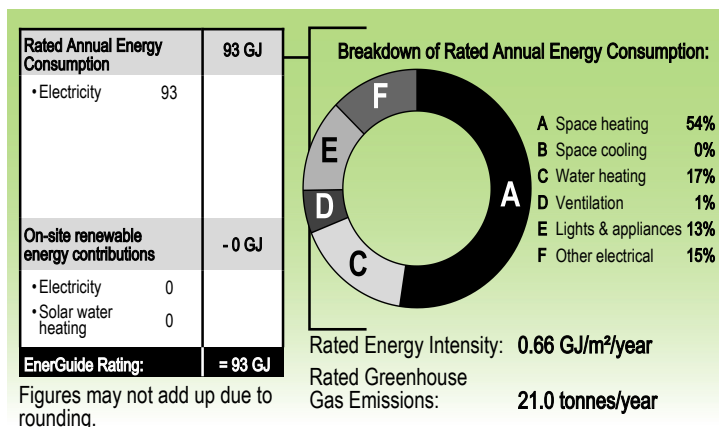 Rated Annual Energy
Consumption
93 GJ
• Electricity 93
On-site renewable
energy contributions
- 0 GJ
• Electricity 0
• Solar water
heating 0
EnerGuide Rating: = 93 GJ
Figures may not add up due to
rounding.
Breakdown of Rated Annual Energy Consumption:
F
E
D
C
A
A Space heating 54%
B Space cooling 0%
C Water heating 17%
D Ventilation 1%
E Lights & appliances 13%
F Other electrical 15%
Rated Energy Intensity: 0.66 GJ/m²/year
Rated Greenhouse
Gas Emissions: 21.0 tonnes/year